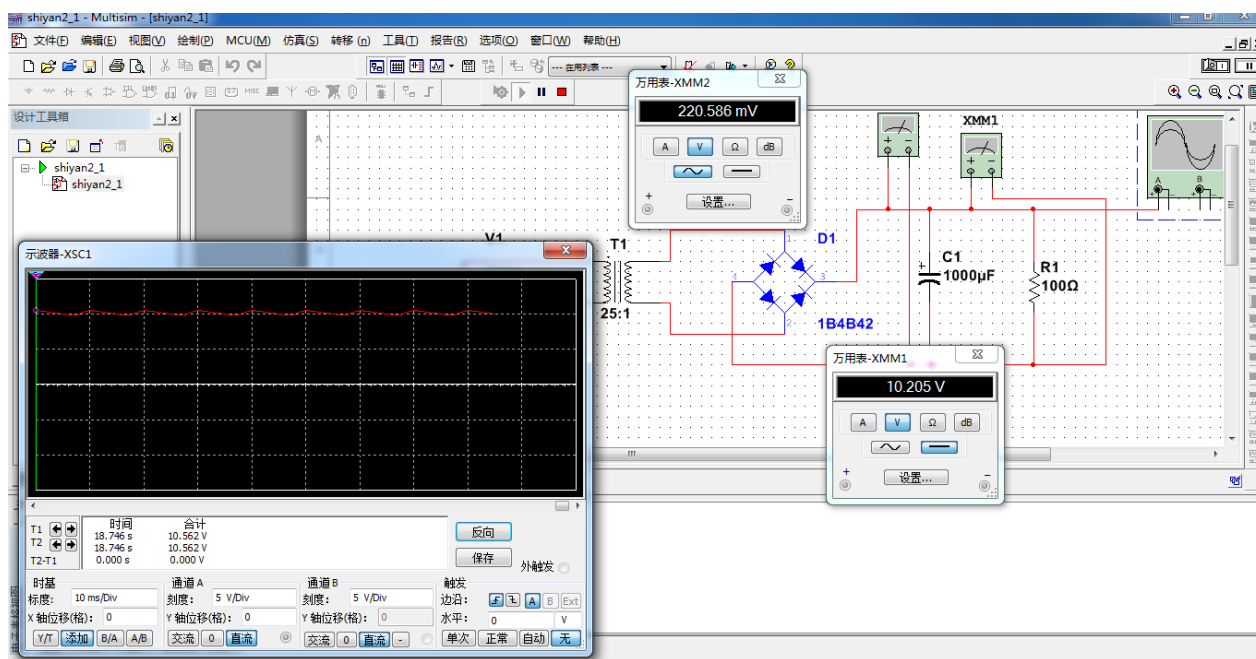 shiyan2_1 - Multisim - [shiyan2_1]
文件(F) 编辑(E) 视图(V) 绘制(P) MCU(M) 仿真(S) 转移 (n) 工具(T) 报告(R) 选项(O) 窗口(W) 帮助(H)
--- 在用列表 ---
MISC
设计工具箱
shiyan2_1
shiyan2_1
A
万用表-XMM2
220.586 mV
A V Ω dB
设置...
+ -
XMM1
+ -
+ -
A B
V1
T1
25:1
D1
1
4 3
2
1B4B42
C1
+
1000µF
R1
100Ω
万用表-XMM1
10.205 V
A V Ω dB
设置...
+ -
示波器-XSC1
T1
T2
T2-T1
时间 合计
18.746 s 10.562 V
18.746 s 10.562 V
0.000 s 0.000 V
反向
保存
外触发
时基
标度: 10 ms/Div
X 轴位移(格): 0
Y/T 添加 B/A A/B
通道 A
刻度: 5 V/Div
Y 轴位移(格): 0
交流 0 直流
通道 B
刻度: 5 V/Div
Y 轴位移(格): 0
交流 0 直流 -
触发
边沿: A B Ext
水平: 0 V
单次 正常 自动 无